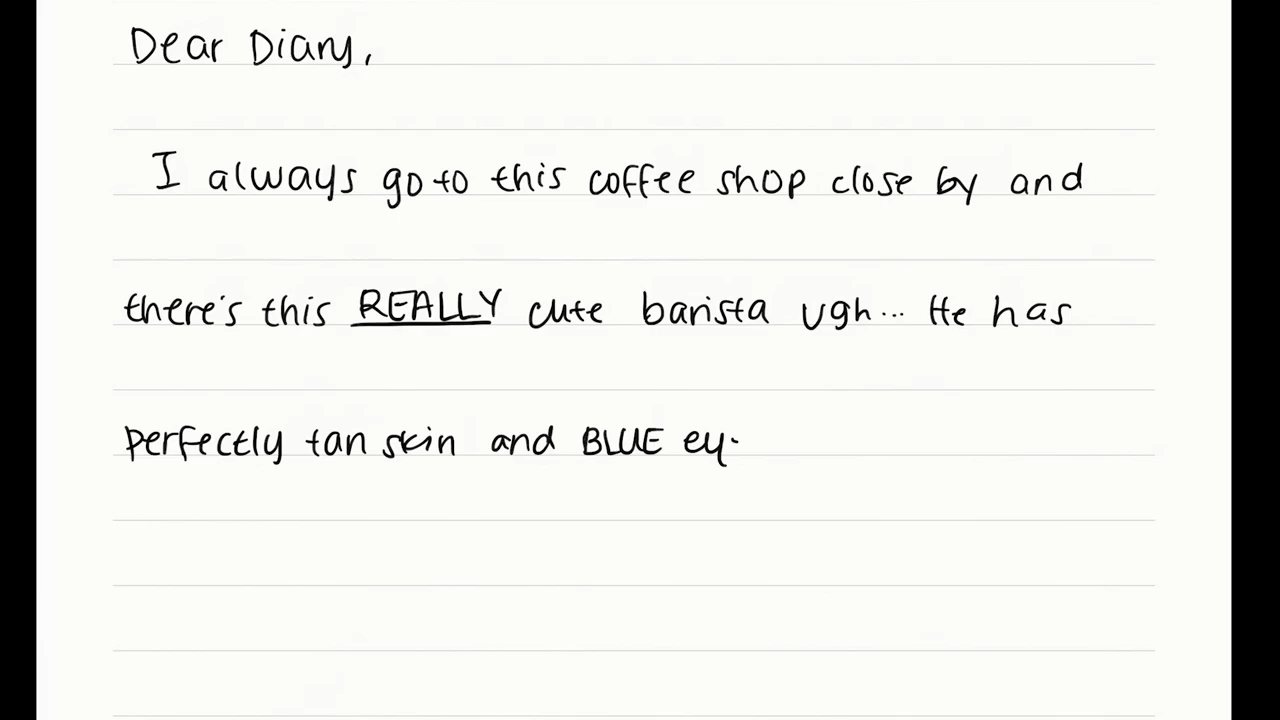 Dear Diary,
I always go to this coffee shop close by and
there's this REALLY cute barista ugh... He has
perfectly tan skin and BLUE ey